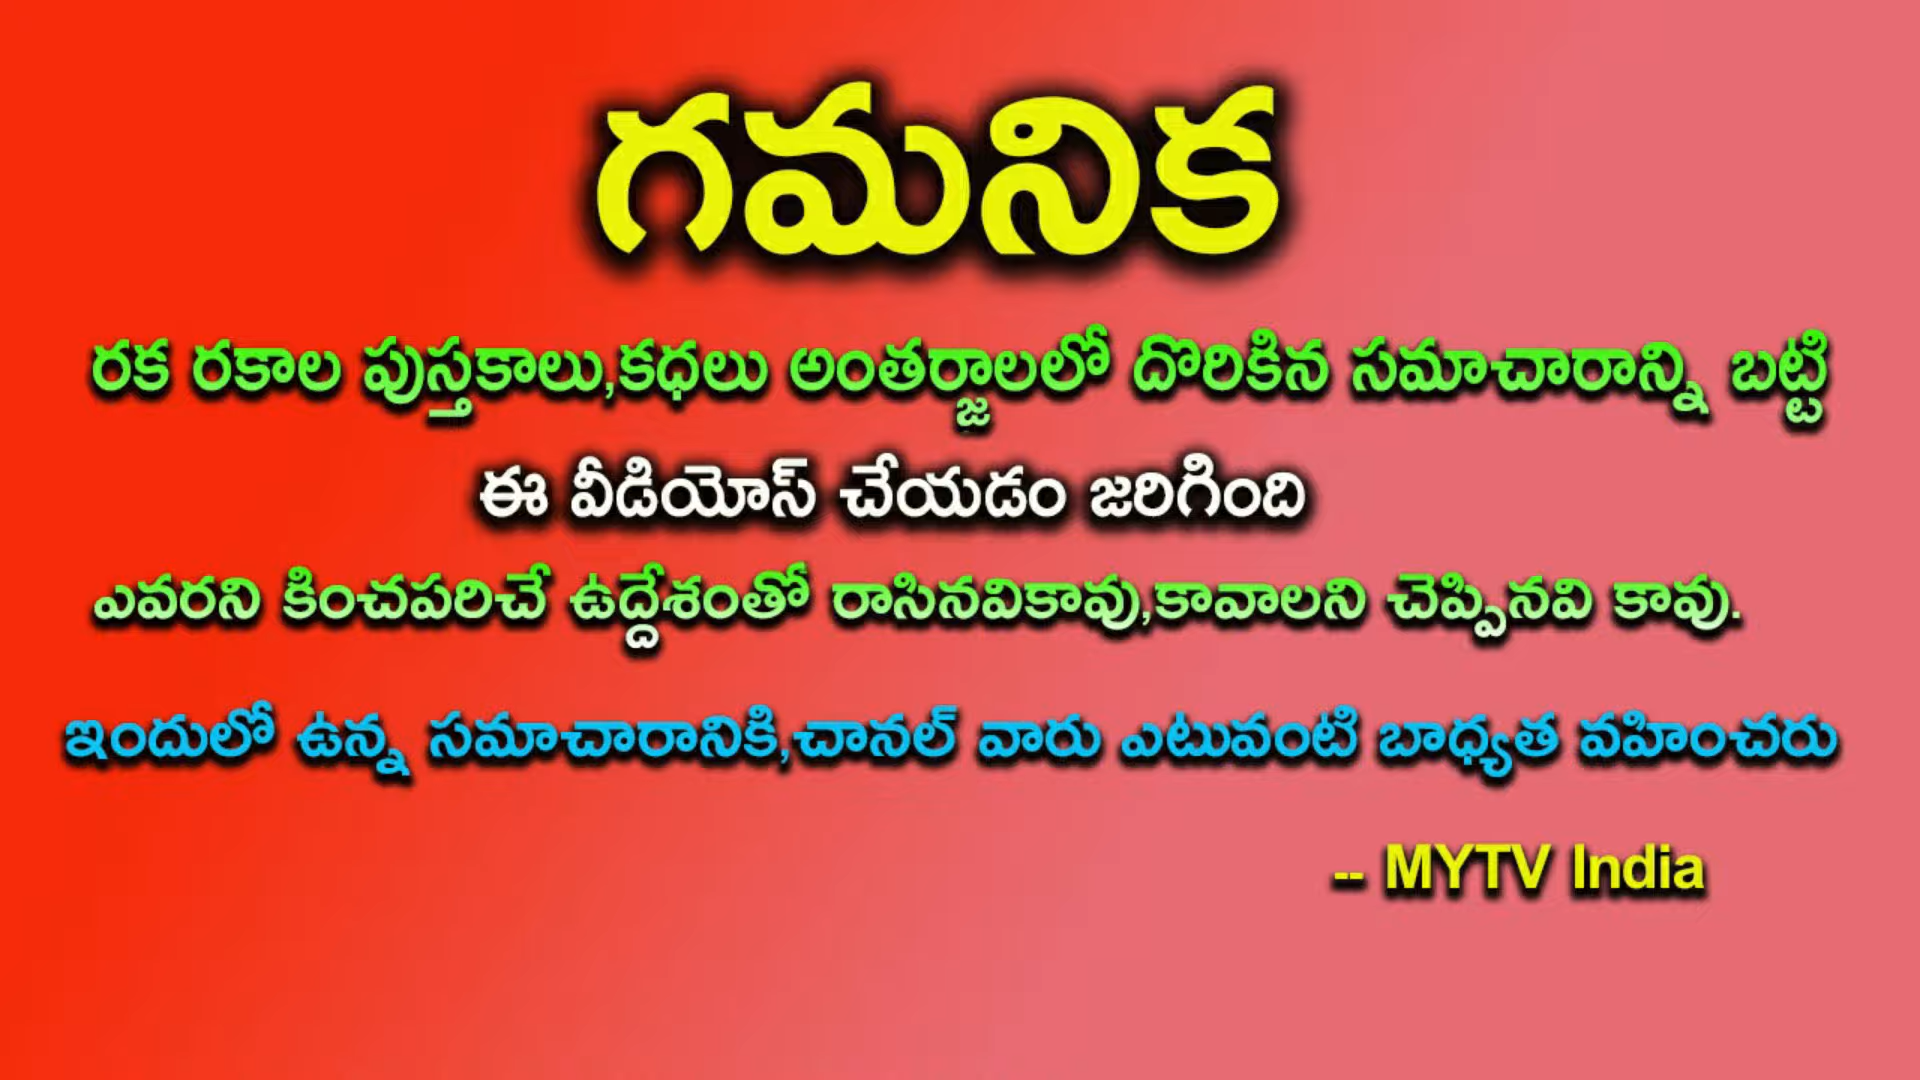 గమనిక
రక రకాల పుస్తకాలు,కధలు అంతర్జాలలో దొరికిన సమాచారాన్ని బట్టి
ఈ వీడియోస్ చేయడం జరిగింది
ఎవరని కించపరిచే ఉద్దేశంతో రాసినవికావు,కావాలని చెప్పినవి కావు.
ఇందులో ఉన్న సమాచారానికి,చానల్ వారు ఎటువంటి బాధ్యత వహించరు
-- MYTV India